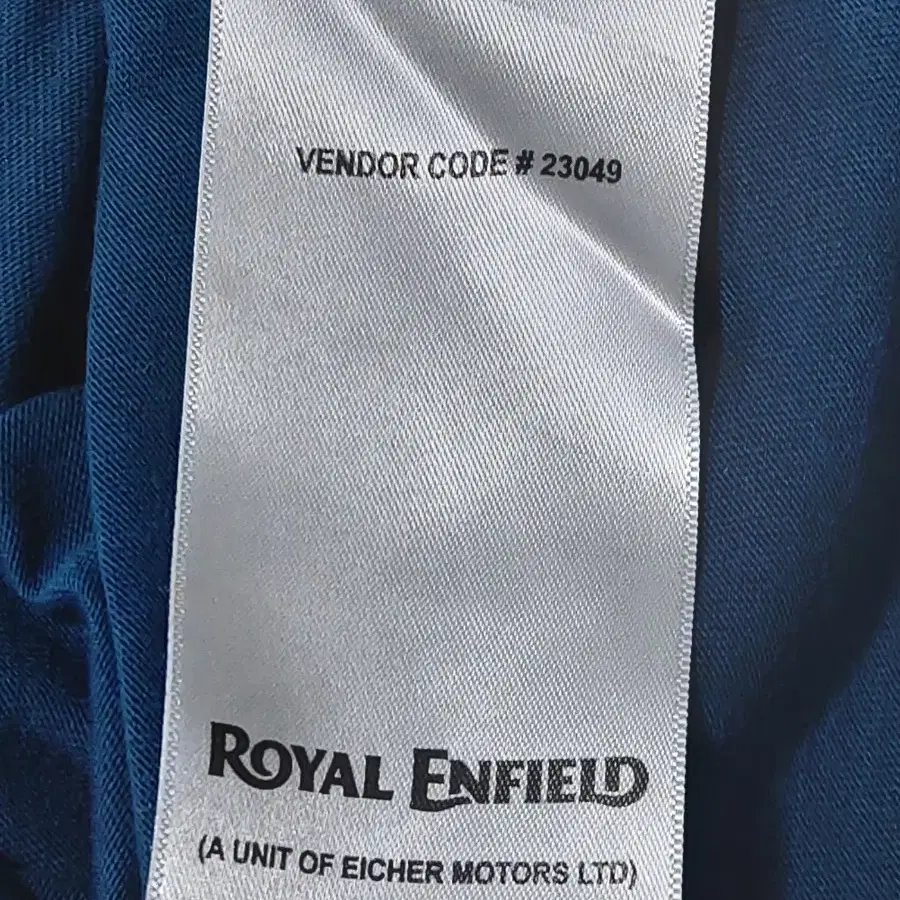 VENDOR CODE # 23049
ROYAL ENFIELD
(A UNIT OF EICHER MOTORS LTD)